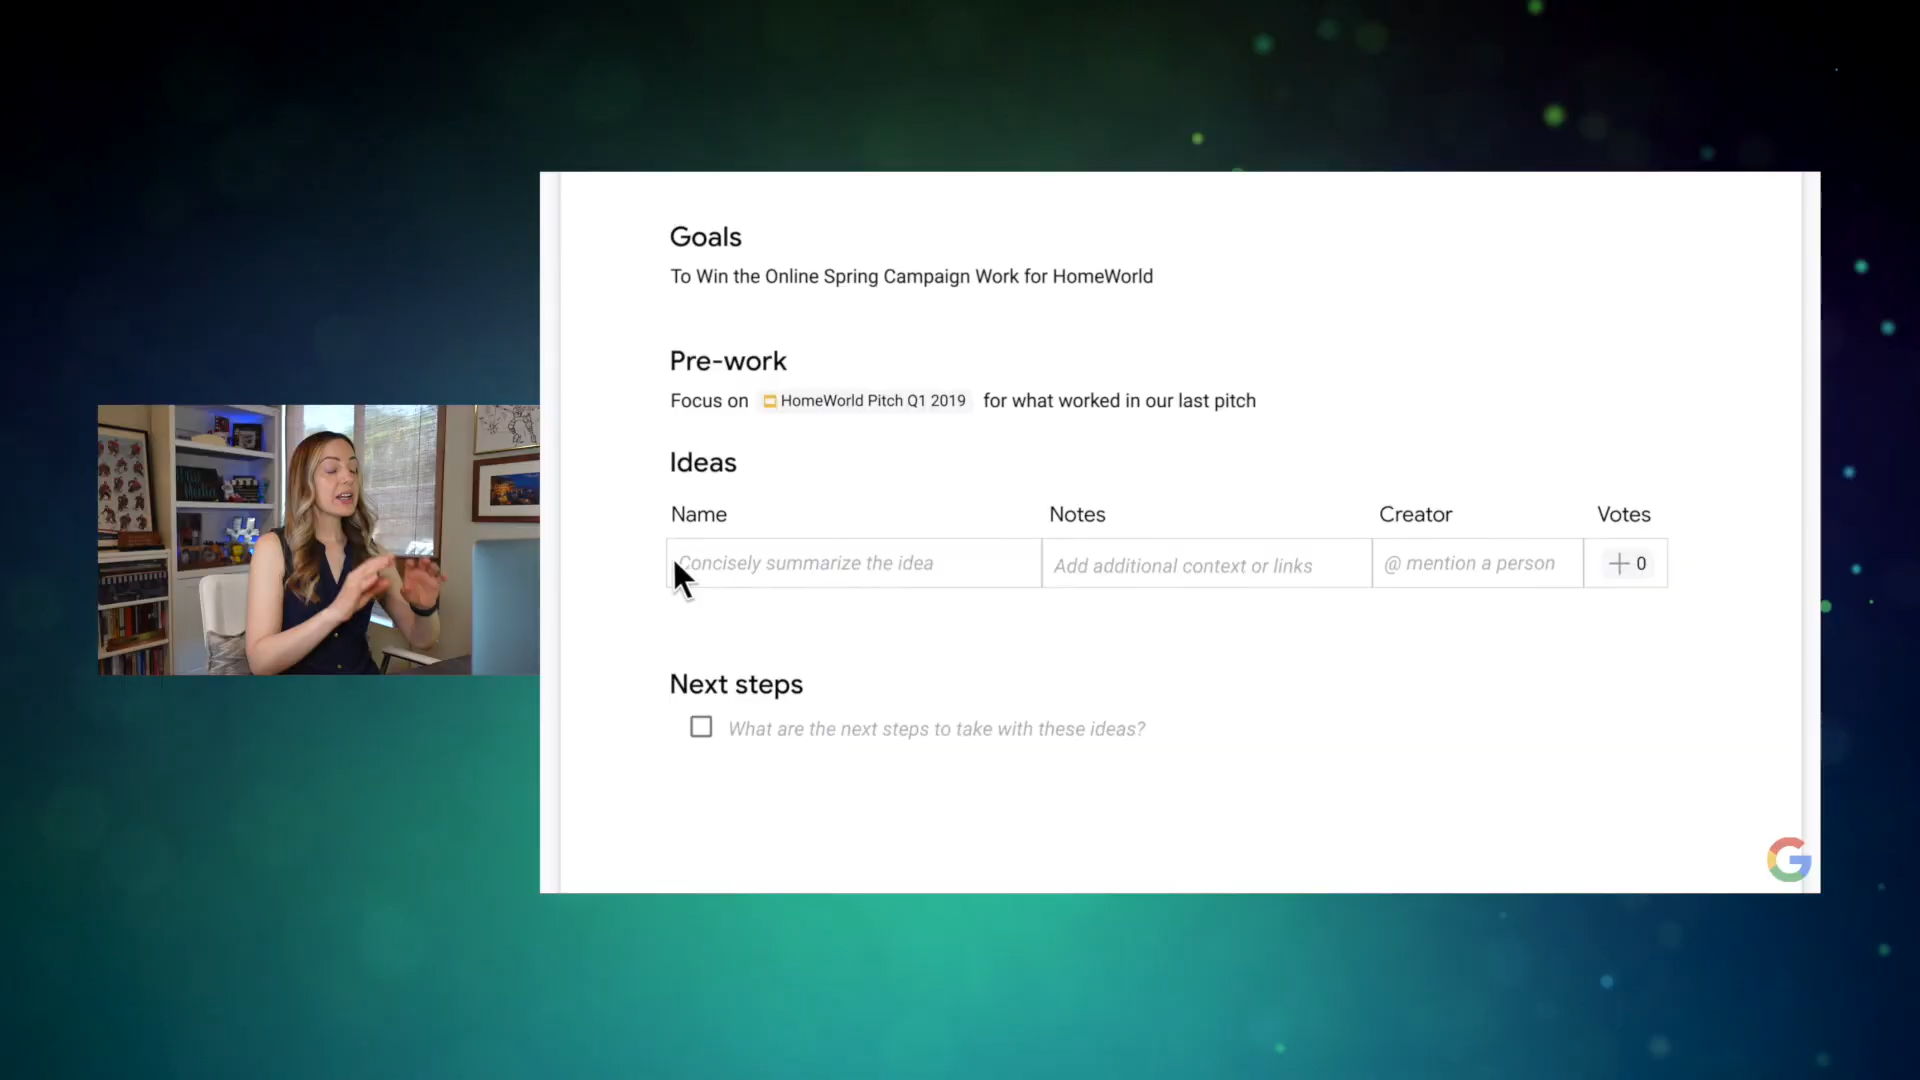 Goals
To Win the Online Spring Campaign Work for HomeWorld
Pre-work
Focus on HomeWorld Pitch Q1 2019 for what worked in our last pitch
Ideas
Name Notes Creator Votes
Concisely summarize the idea Add additional context or links @ mention a person + 0
Next steps
What are the next steps to take with these ideas?
G